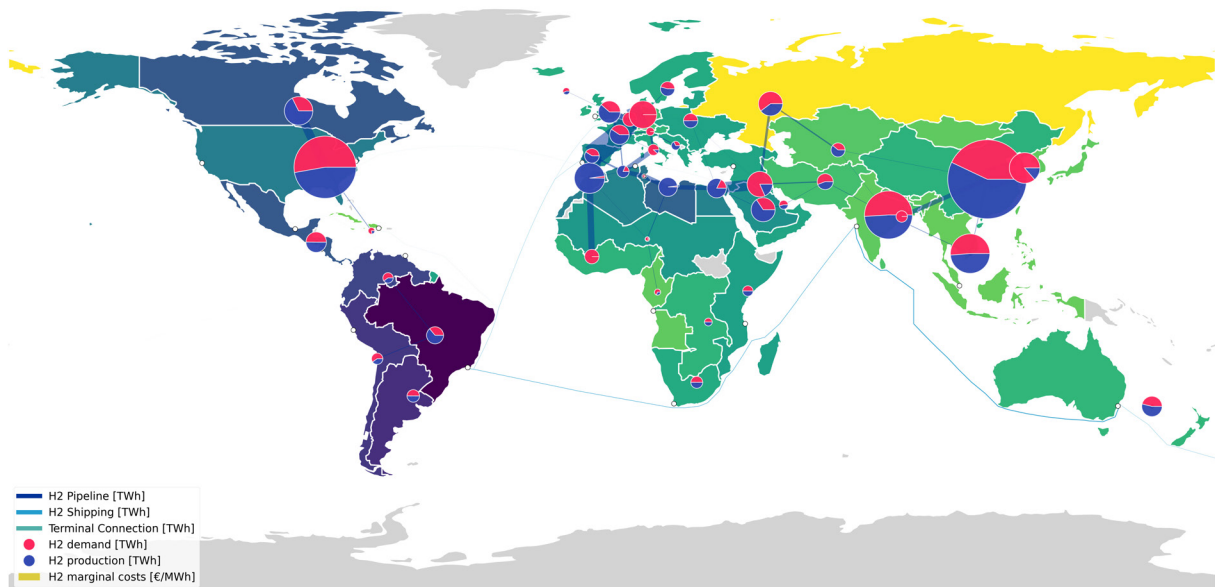 H2 Pipeline [TWh]
H2 Shipping [TWh]
Terminal Connection [TWh]
H2 demand [TWh]
H2 production [TWh]
H2 marginal costs [€/MWh]